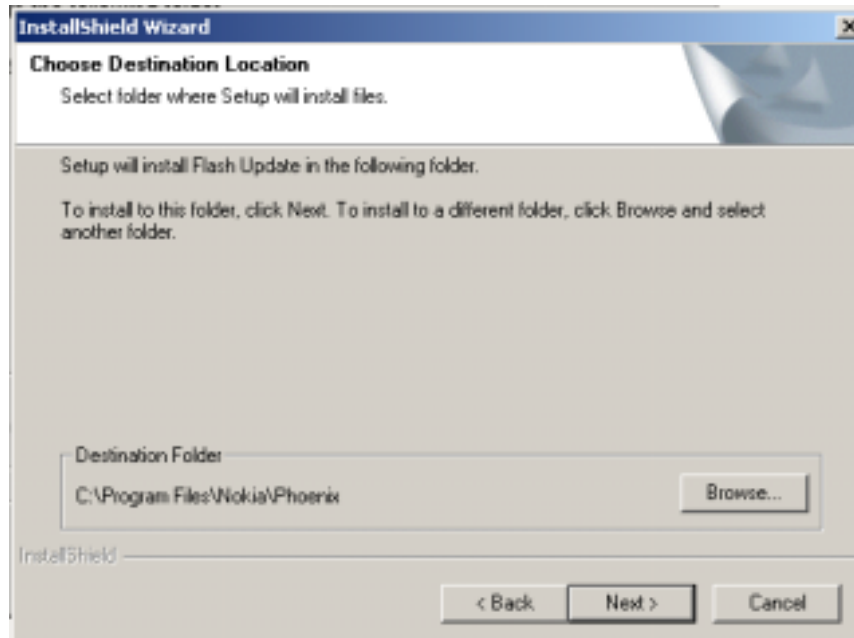 InstallShield Wizard
Choose Destination Location
Select folder where Setup will install files.
Setup will install Flash Update in the following folder.
To install to this folder, click Next. To install to a different folder, click Browse and select
another folder.
Destination Folder
C:\Program Files\Nokia\Phoenix
Browse...
InstallShield
< Back
Next >
Cancel